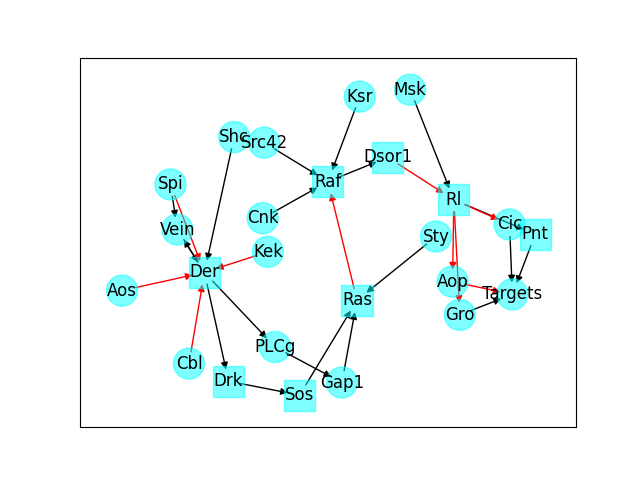 Msk
Ksr
Shc
Src42
Dsor1
Raf
Spi
Rl
Cnk
Cic
Vein
Sty
Pnt
Kek
Der
Aop
Aos
Targets
Ras
Gro
PLCg
Cbl
Drk
Gap1
Sos